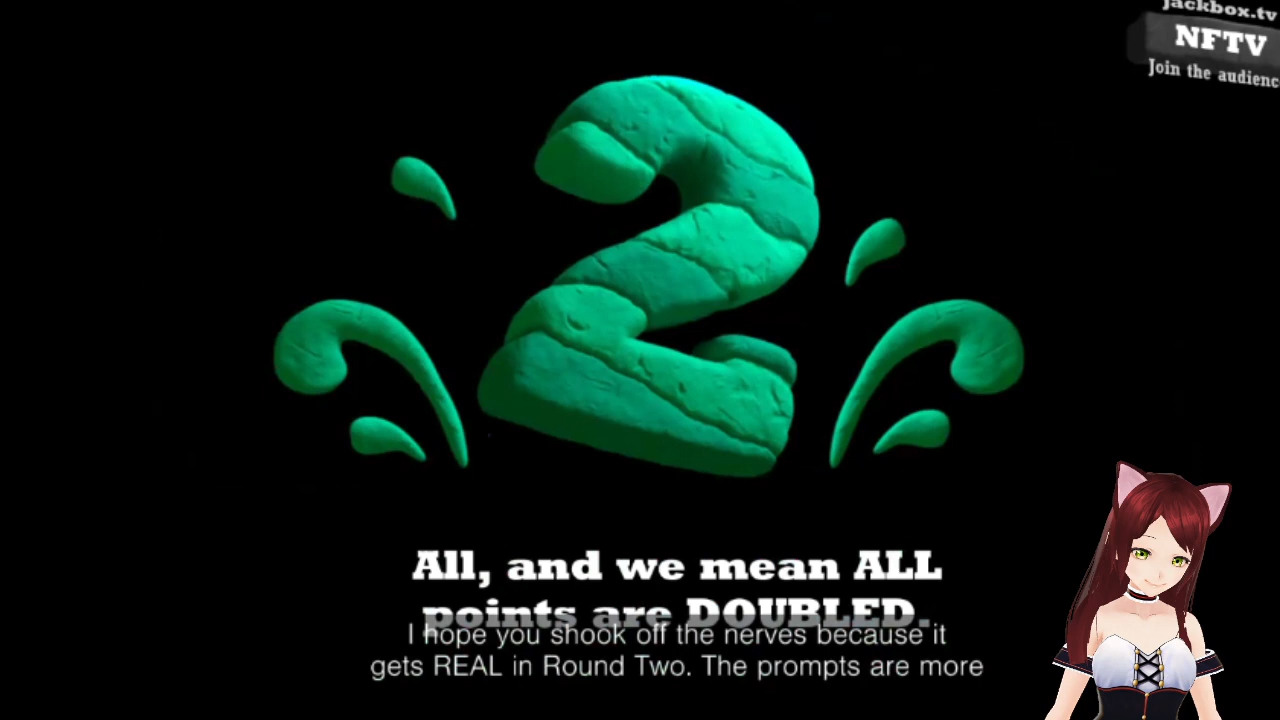 jackbox.tv
NFTV
Join the audienc
2
All, and we mean ALL
points are DOUBLED.
I hope you shook off the nerves because it
gets REAL in Round Two. The prompts are more